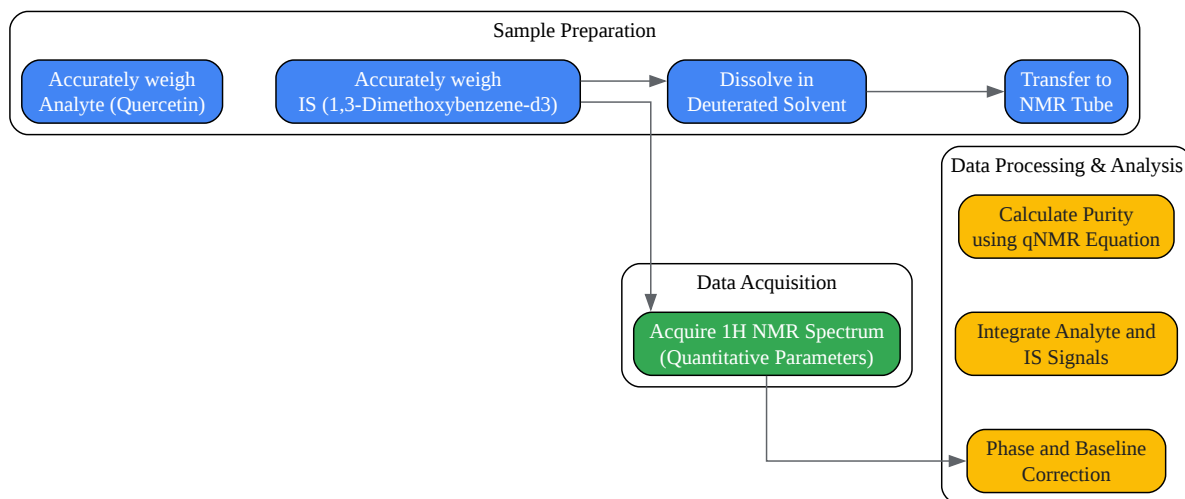 Sample Preparation
Accurately weigh
Analyte (Quercetin)
Accurately weigh
IS (1,3-Dimethoxybenzene-d3)
Dissolve in
Deuterated Solvent
Transfer to
NMR Tube
Data Processing & Analysis
Calculate Purity
using qNMR Equation
Data Acquisition
Acquire 1H NMR Spectrum
(Quantitative Parameters)
Integrate Analyte and
IS Signals
Phase and Baseline
Correction